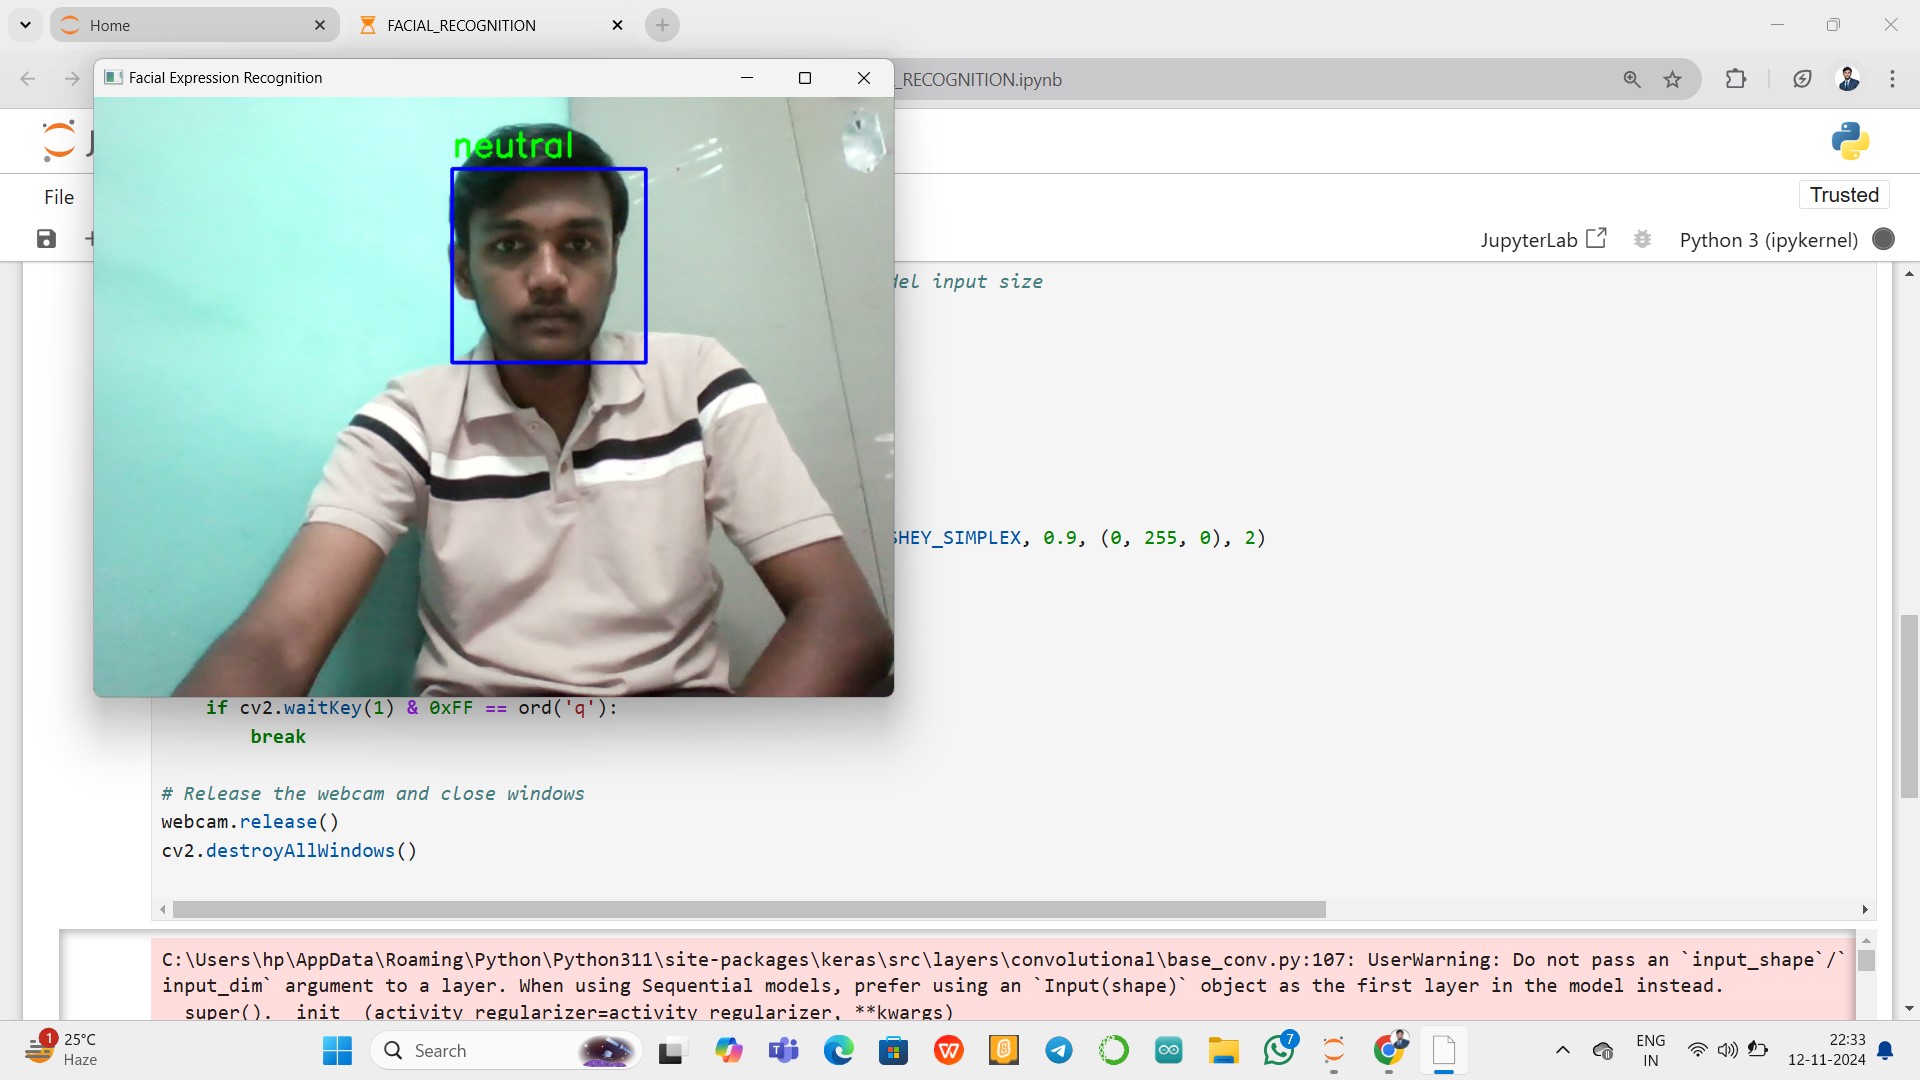 Home
FACIAL_RECOGNITION
Facial Expression Recognition
_RECOGNITION.ipynb
neutral
File
Trusted
JupyterLab
Python 3 (ipykernel)
del input size
SHEY_SIMPLEX, 0.9, (0, 255, 0), 2)
if cv2.waitKey(1) & 0xFF == ord('q'):
break
# Release the webcam and close windows
webcam.release()
cv2.destroyAllWindows()
C:\Users\hp\AppData\Roaming\Python\Python311\site-packages\keras\src\layers\convolutional\base_conv.py:107: UserWarning: Do not pass an `input_shape`/`
input_dim` argument to a layer. When using Sequential models, prefer using an `Input(shape)` object as the first layer in the model instead.
super(). init (activity_regularizer=activity_regularizer, **kwargs)
1
25°C
Haze
Search
7
ENG
IN
22:33
12-11-2024